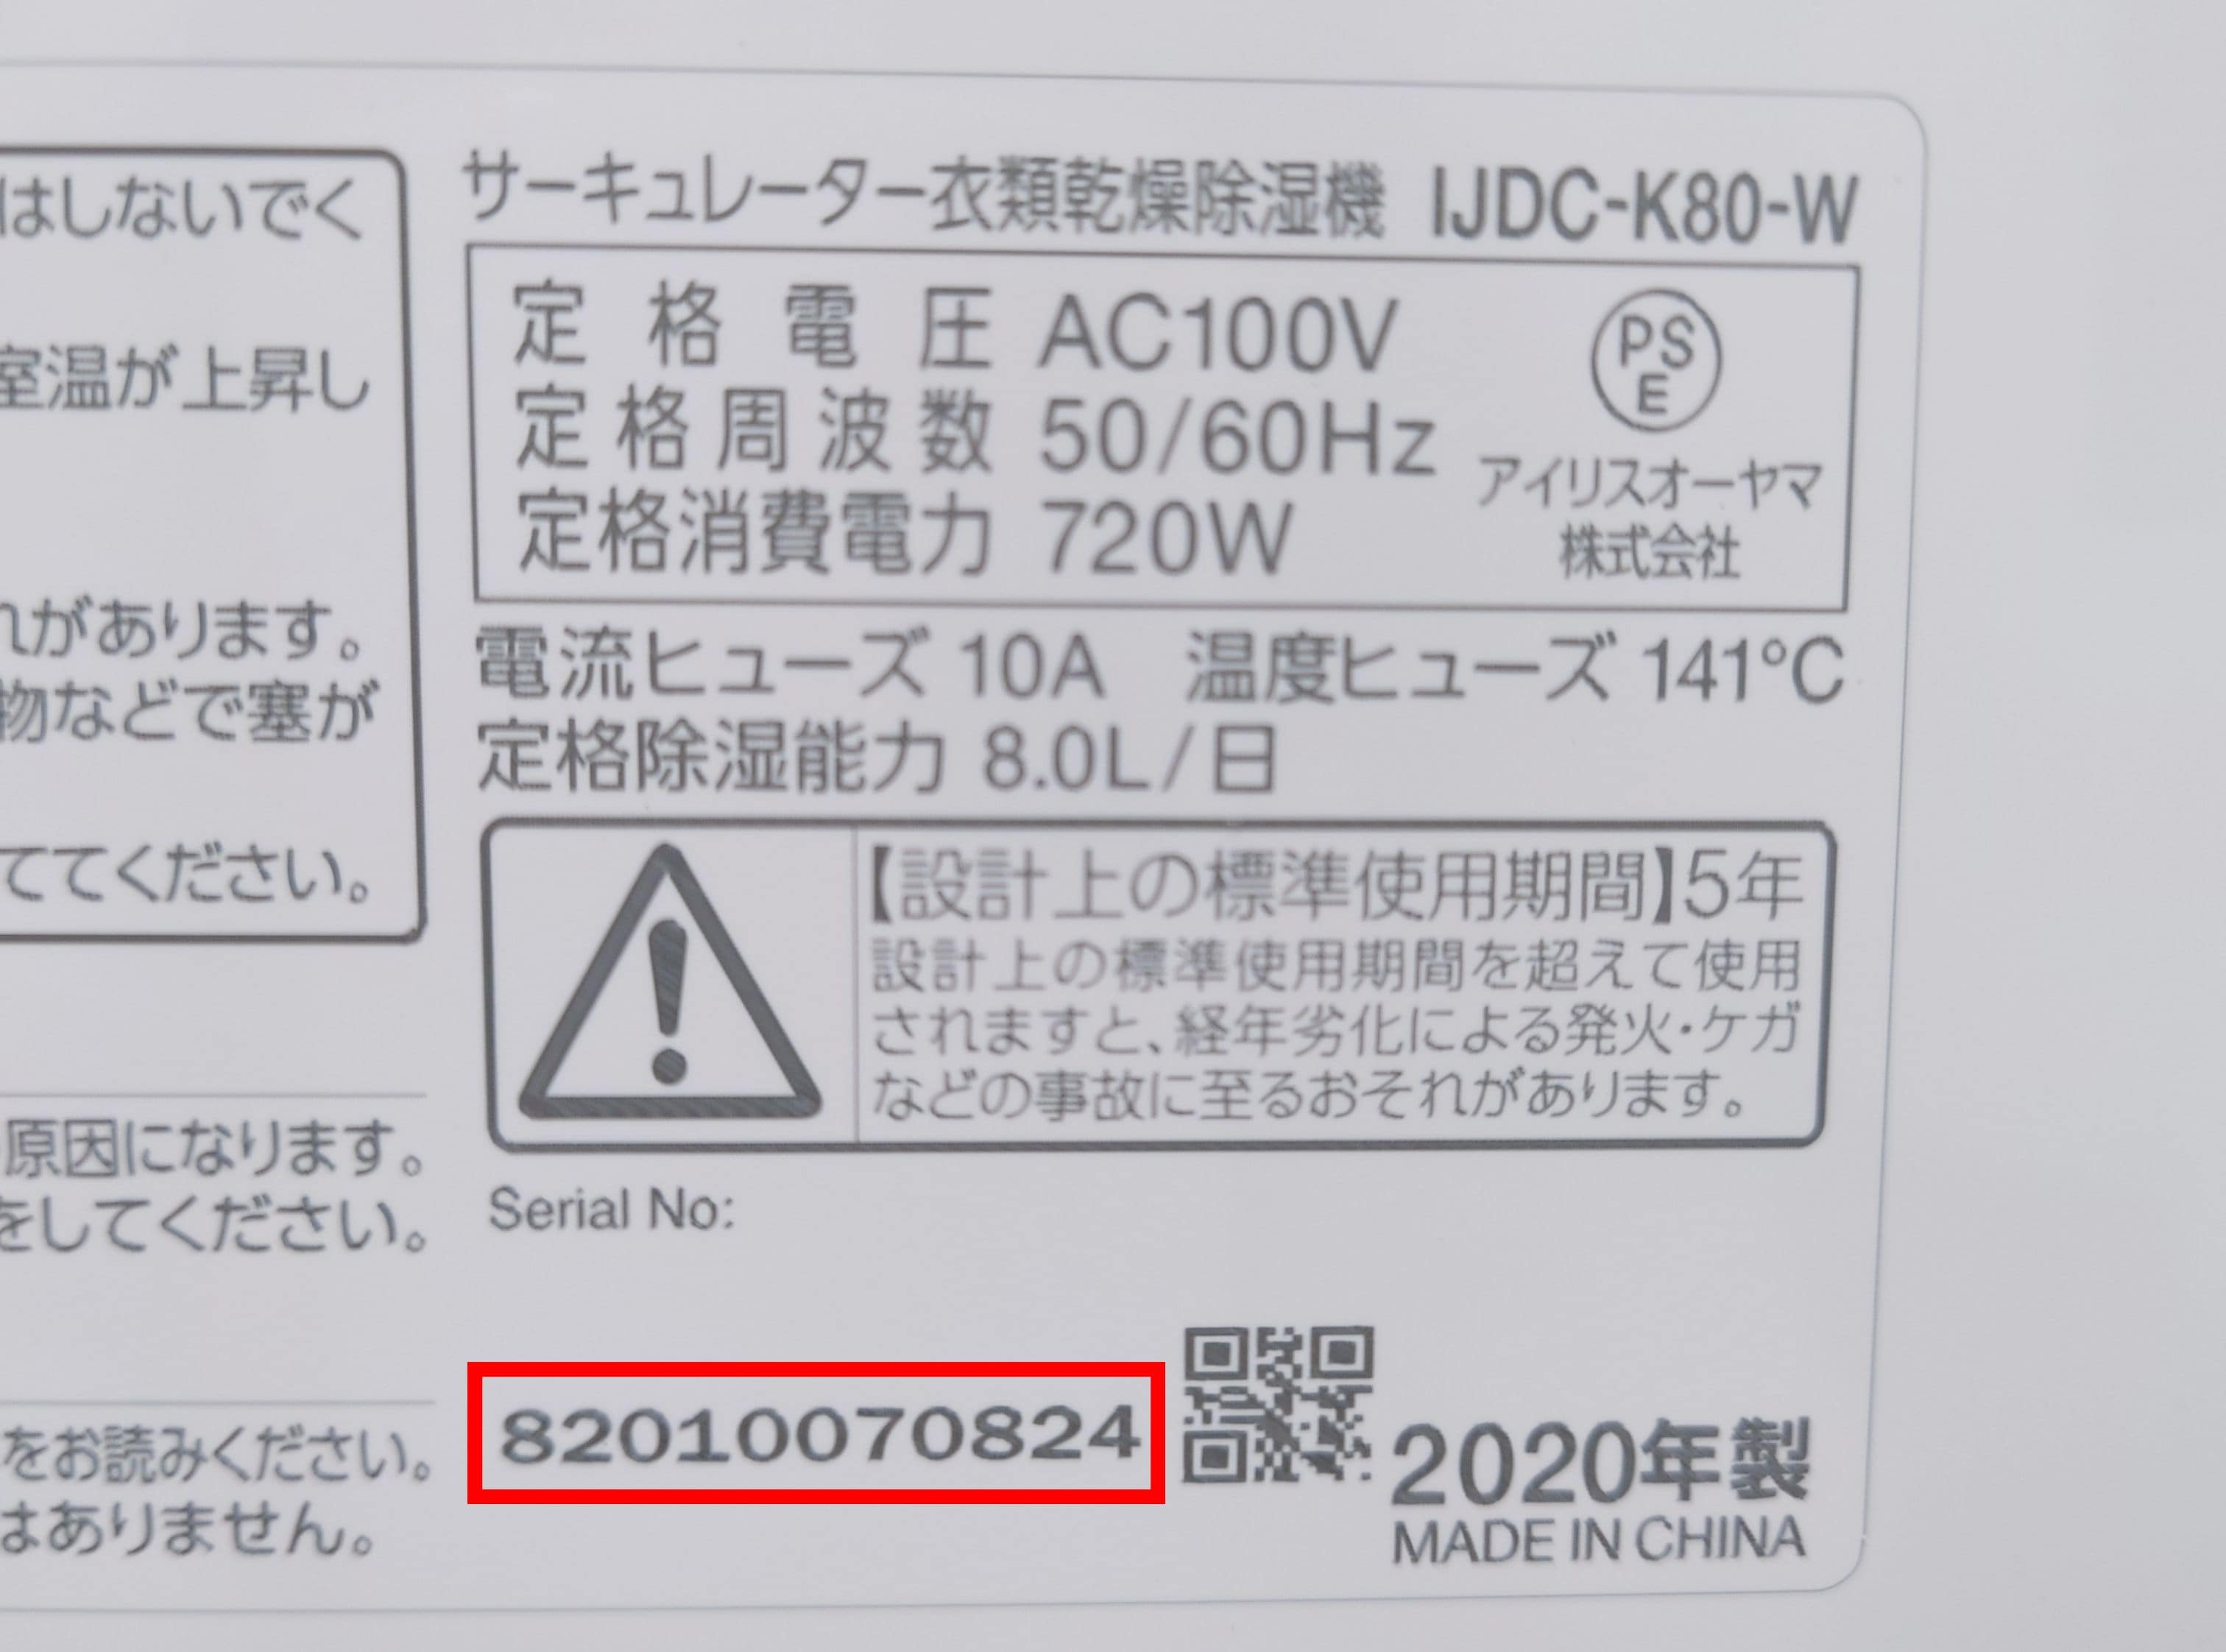 はしないでく
室温が上昇し
れがあります。
物などで塞が
ててください。
原因になります。
をしてください。
をお読みください。
はありません。
サーキュレーター衣類乾燥除湿機 IJDC-K80-W
定格電圧 AC100V
定格周波数 50/60Hz
定格消費電力 720W
PS
E
アイリスオーヤマ
株式会社
電流ヒューズ 10A 温度ヒューズ 141℃
定格除湿能力 8.0L/日
【設計上の標準使用期間】5年
設計上の標準使用期間を超えて使用
されますと、経年劣化による発火・ケガ
などの事故に至るおそれがあります。
Serial No:
82010070824
2020年製
MADE IN CHINA